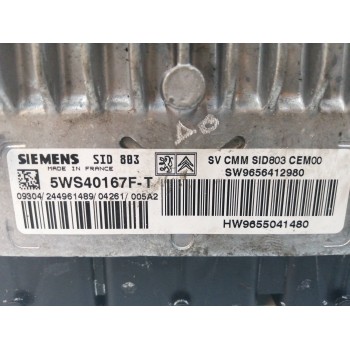 SIEMENS SID 803
MADE IN FRANCE
5WS40167F-T
09304/244961489/04261/005A2
SV CMM SID803 CEM00
SW9656412980
HW9655041480